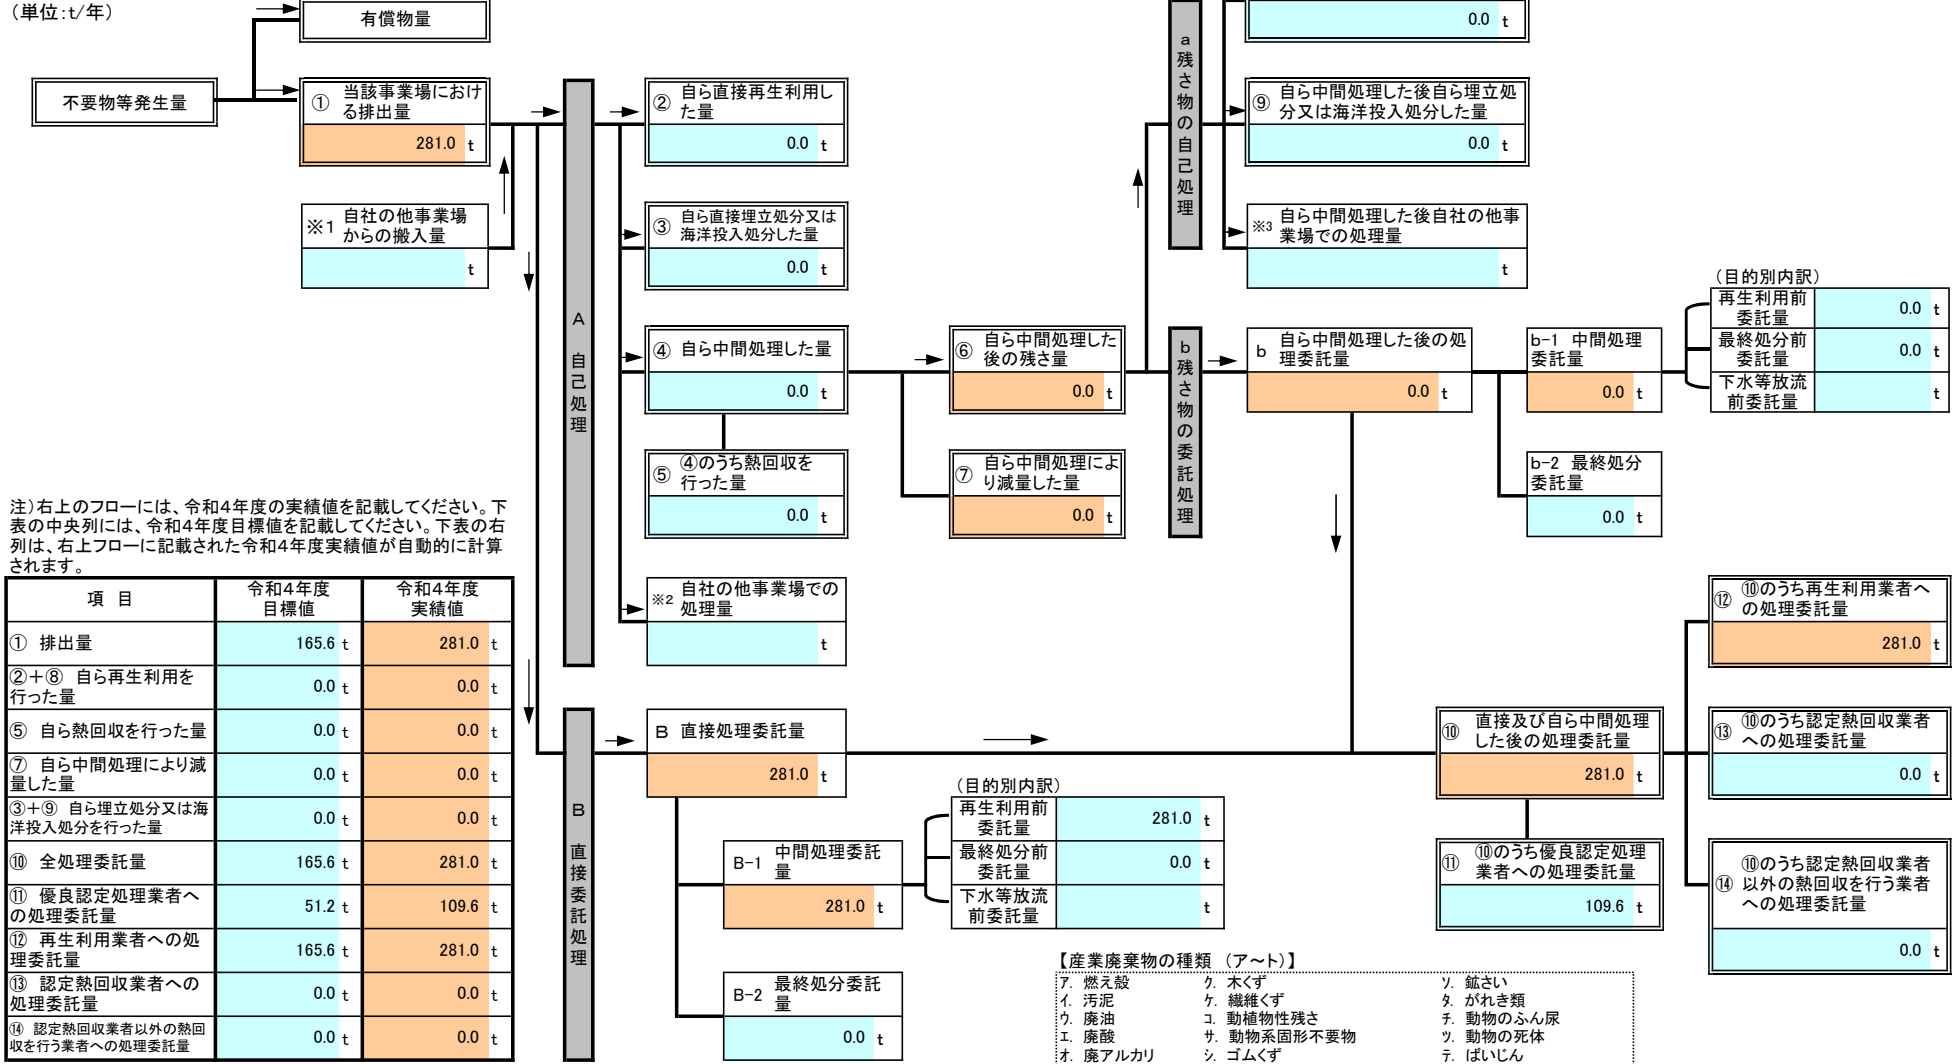 （単位：t/年）
有償物量
不要物等発生量
① 当該事業場におけ
る排出量
281.0 t
※1 自社の他事業場
からの搬入量
t
A 自己処理
② 自ら直接再生利用し
た量
0.0 t
③ 自ら直接埋立処分又は
海洋投入処分した量
0.0 t
④ 自ら中間処理した量
0.0 t
⑤ ④のうち熱回収を
行った量
0.0 t
※2 自社の他事業場での
処理量
t
⑥ 自ら中間処理した
後の残さ量
0.0 t
⑦ 自ら中間処理によ
り減量した量
0.0 t
a 残さ物の自己処理
0.0 t
⑨ 自ら中間処理した後自ら埋立処
分又は海洋投入処分した量
0.0 t
※3 自ら中間処理した後自社の他事
業場での処理量
t
b 残さ物の委託処理
b 自ら中間処理した後の処
理委託量
0.0 t
b-1 中間処理
委託量
0.0 t
b-2 最終処分
委託量
0.0 t
（目的別内訳）
再生利用前
委託量
0.0 t
最終処分前
委託量
0.0 t
下水等放流
前委託量
t
注）右上のフローには、令和４年度の実績値を記載してください。下
表の中央列には、令和４年度目標値を記載してください。下表の右
列は、右上フローに記載された令和４年度実績値が自動的に計算
されます。
項 目
令和４年度
目標値
令和４年度
実績値
① 排出量
165.6 t 281.0 t
②＋⑧ 自ら再生利用を
行った量
0.0 t 0.0 t
⑤ 自ら熱回収を行った量
0.0 t 0.0 t
⑦ 自ら中間処理により減
量した量
0.0 t 0.0 t
③＋⑨ 自ら埋立処分又は海
洋投入処分を行った量
0.0 t 0.0 t
⑩ 全処理委託量
165.6 t 281.0 t
⑪ 優良認定処理業者へ
の処理委託量
51.2 t 109.6 t
⑫ 再生利用業者への処
理委託量
165.6 t 281.0 t
⑬ 認定熱回収業者への
処理委託量
0.0 t 0.0 t
⑭ 認定熱回収業者以外の熱回
収を行う業者への処理委託量
0.0 t 0.0 t
B 直接委託処理
B 直接処理委託量
281.0 t
B-1 中間処理委託
量
281.0 t
B-2 最終処分委託
量
0.0 t
（目的別内訳）
再生利用前
委託量
281.0 t
最終処分前
委託量
0.0 t
下水等放流
前委託量
t
⑩ 直接及び自ら中間処理
した後の処理委託量
281.0 t
⑪ ⑩のうち優良認定処理
業者への処理委託量
109.6 t
⑫ ⑩のうち再生利用業者へ
の処理委託量
281.0 t
⑬ ⑩のうち認定熱回収業者
への処理委託量
0.0 t
⑭ ⑩のうち認定熱回収業者
以外の熱回収を行う業者
への処理委託量
0.0 t
【産業廃棄物の種類 （ア～ト）】
ア. 燃え殻 ク. 木くず ソ. 鉱さい
イ. 汚泥 ケ. 繊維くず タ. がれき類
ウ. 廃油 コ. 動植物性残さ チ. 動物のふん尿
エ. 廃酸 サ. 動物系固形不要物 ツ. 動物の死体
オ. 廃アルカリ シ. ゴムくず テ. ばいじん